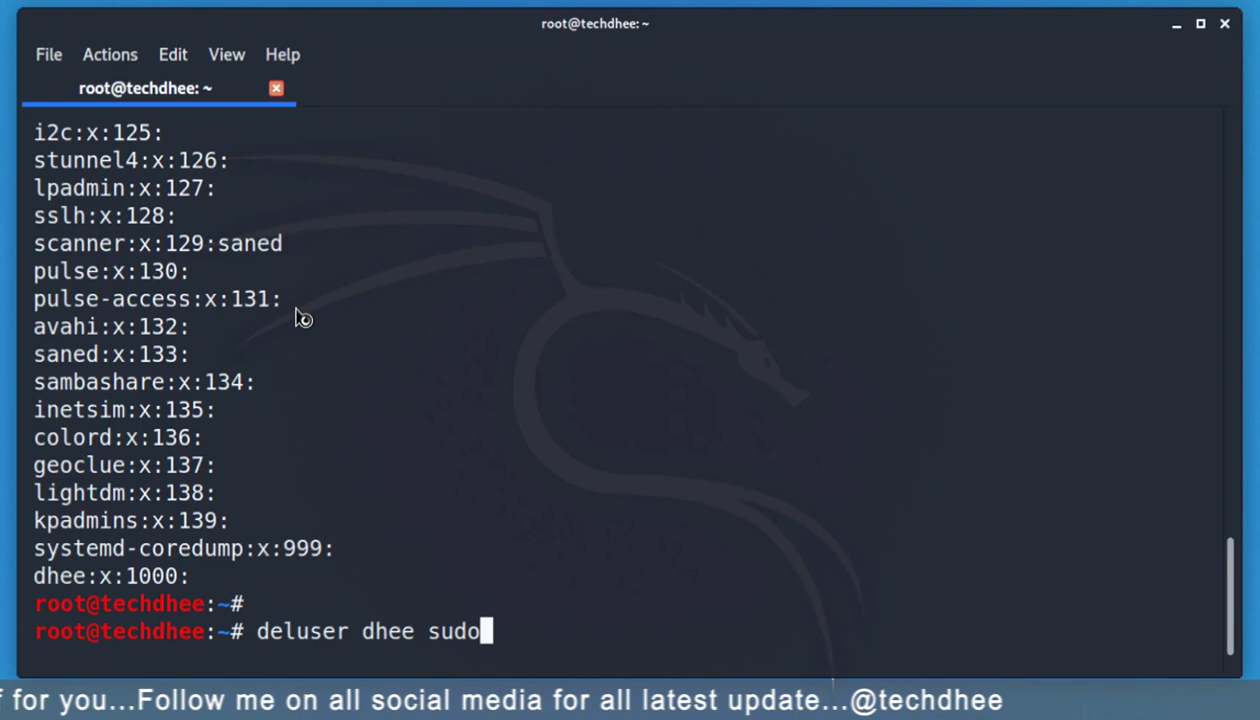 root@techdhee: ~
File Actions Edit View Help
root@techdhee: ~
i2c:x:125:
stunnel4:x:126:
lpadmin:x:127:
sslh:x:128:
scanner:x:129:saned
pulse:x:130:
pulse-access:x:131:
avahi:x:132:
saned:x:133:
sambashare:x:134:
inetsim:x:135:
colord:x:136:
geoclue:x:137:
lightdm:x:138:
kpadmins:x:139:
systemd-coredump:x:999:
dhee:x:1000:
root@techdhee:~#
root@techdhee:~# deluser dhee sudo
for you...Follow me on all social media for all latest update...@techdhee